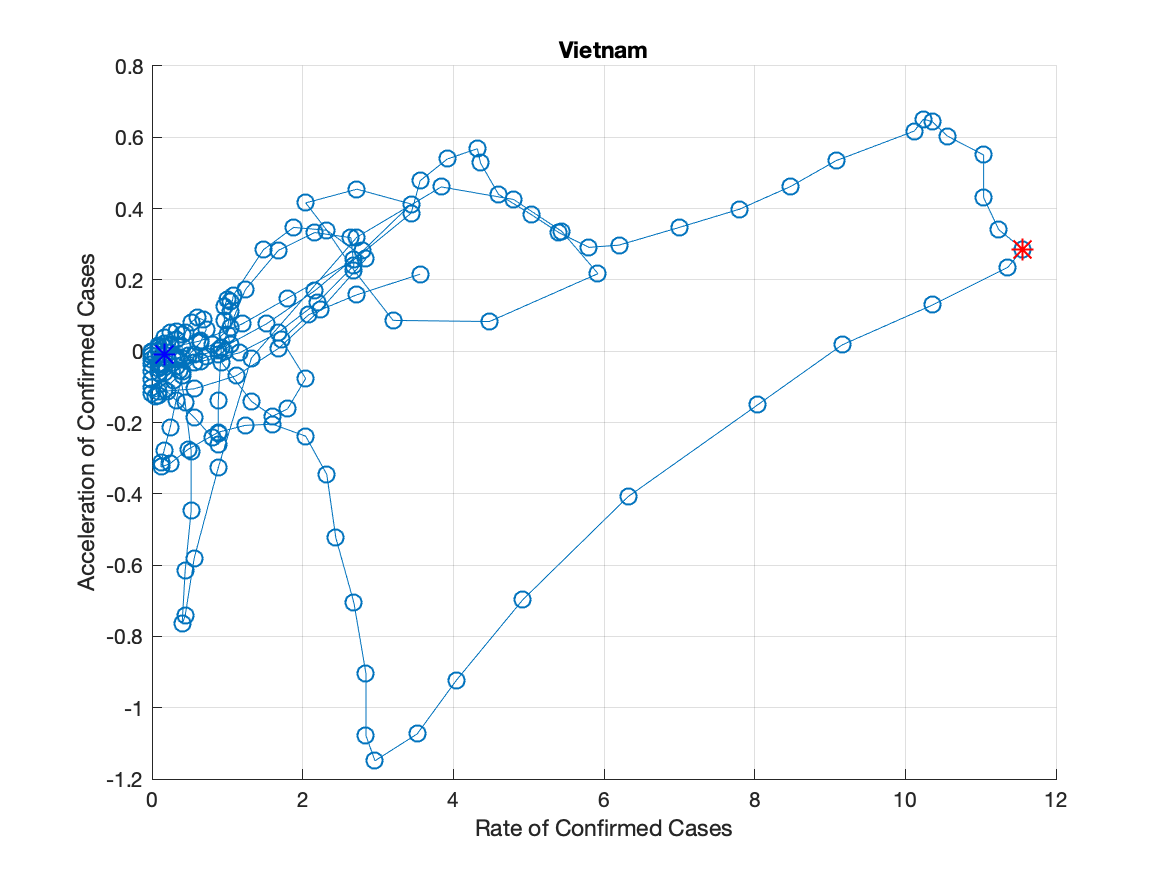 Vietnam
0.8
0.6
0.4
0.2
0
-0.2
-0.4
-0.6
-0.8
-1
-1.2
Acceleration of Confirmed Cases
0 2 4 6 8 10 12
Rate of Confirmed Cases